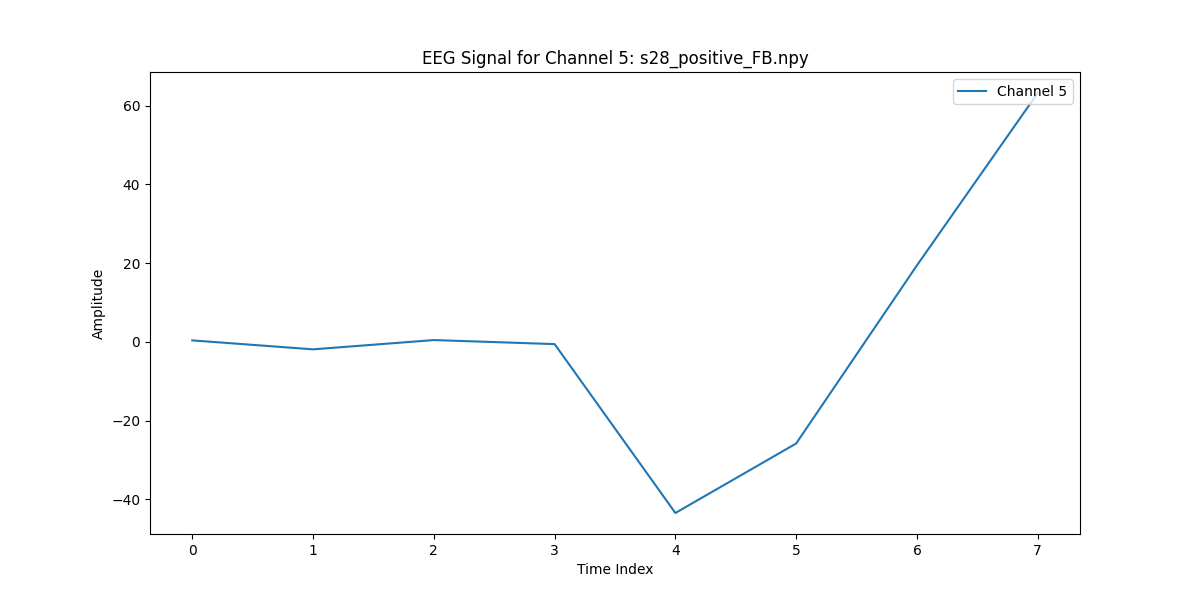 EEG Signal for Channel 5: s28_positive_FB.npy
Channel 5
60
40
20
0
−20
−40
Amplitude
0 1 2 3 4 5 6 7
Time Index